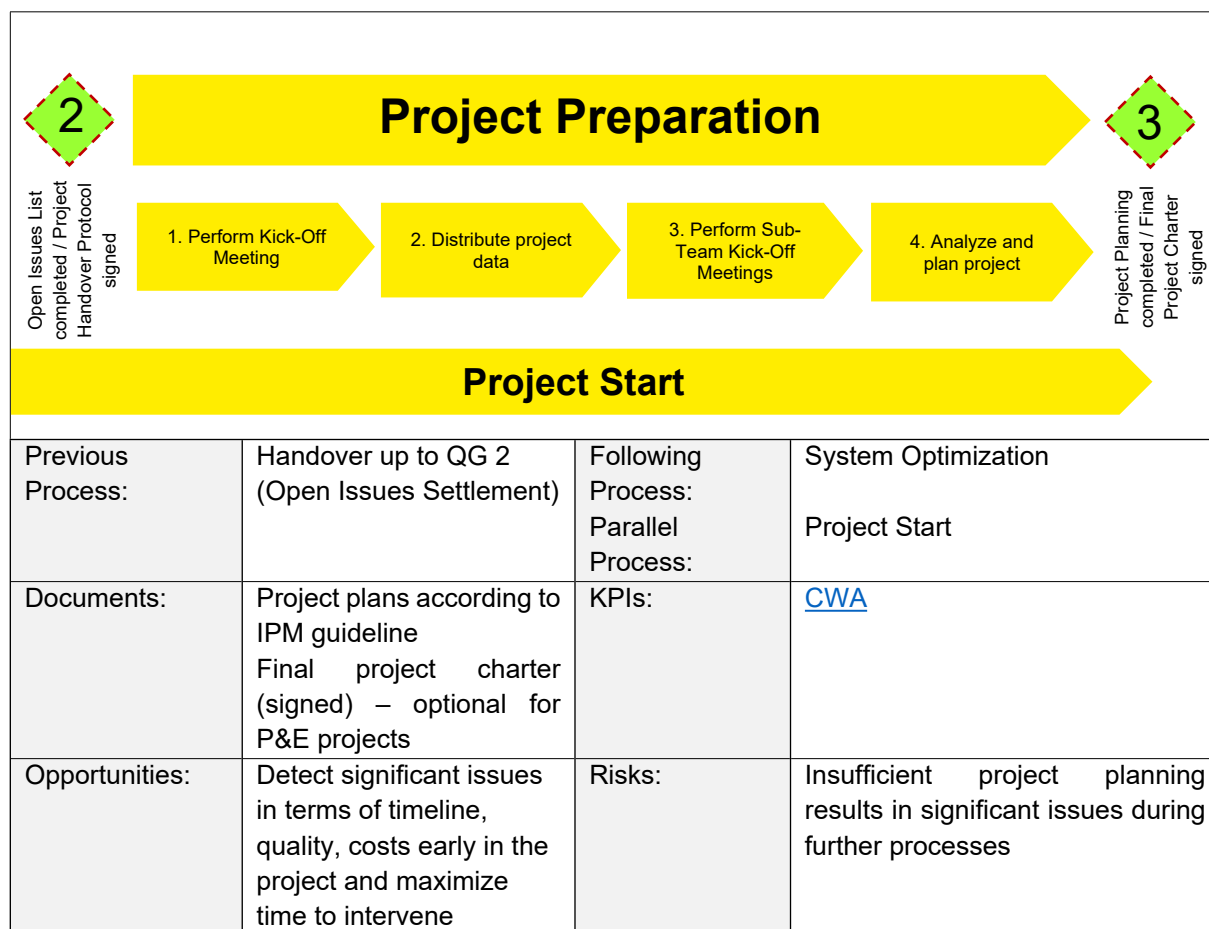 2
Project Preparation
3
Open Issues List
completed / Project
Handover Protocol
signed
1. Perform Kick-Off
Meeting
2. Distribute project
data
3. Perform Sub-
Team Kick-Off
Meetings
4. Analyze and
plan project
Project Planning
completed / Final
Project Charter
signed
Project Start
Previous
Process:
Handover up to QG 2
(Open Issues Settlement)
Following
Process:
Parallel
Process:
System Optimization
Project Start
Documents:
Project plans according to
IPM guideline
Final project charter
(signed) – optional for
P&E projects
KPIs:
CWA
Opportunities:
Detect significant issues
in terms of timeline,
quality, costs early in the
project and maximize
time to intervene
Risks:
Insufficient project planning
results in significant issues during
further processes